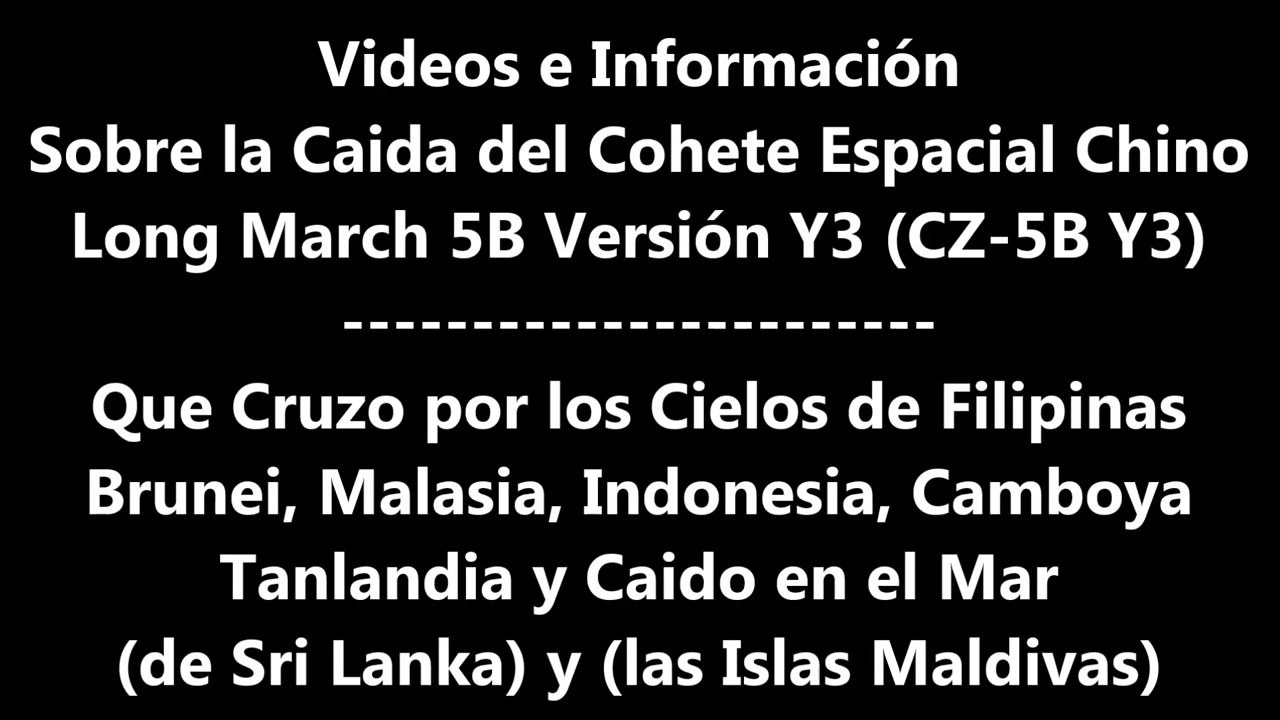 Videos e Información
Sobre la Caida del Cohete Espacial Chino
Long March 5B Versión Y3 (CZ-5B Y3)
-----------------------
Que Cruzo por los Cielos de Filipinas
Brunei, Malasia, Indonesia, Camboya
Tanlandia y Caido en el Mar
(de Sri Lanka) y (las Islas Maldivas)